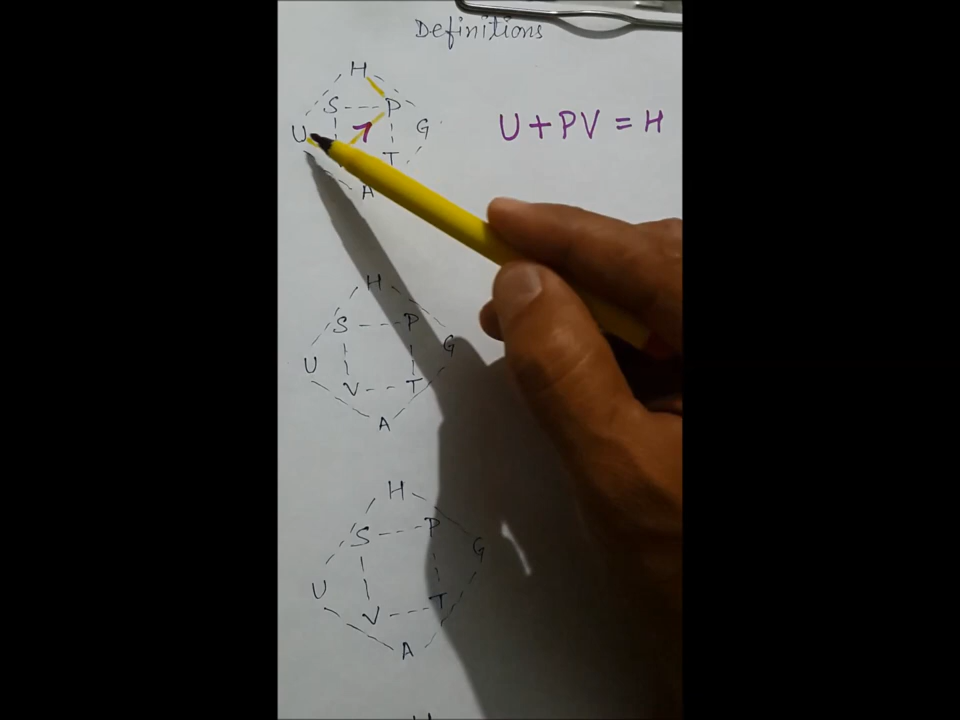 Definitions
H
S P
U G
T
A
U + PV = H
H
S P
G
U
V T
A
H
S P
G
U
V T
A